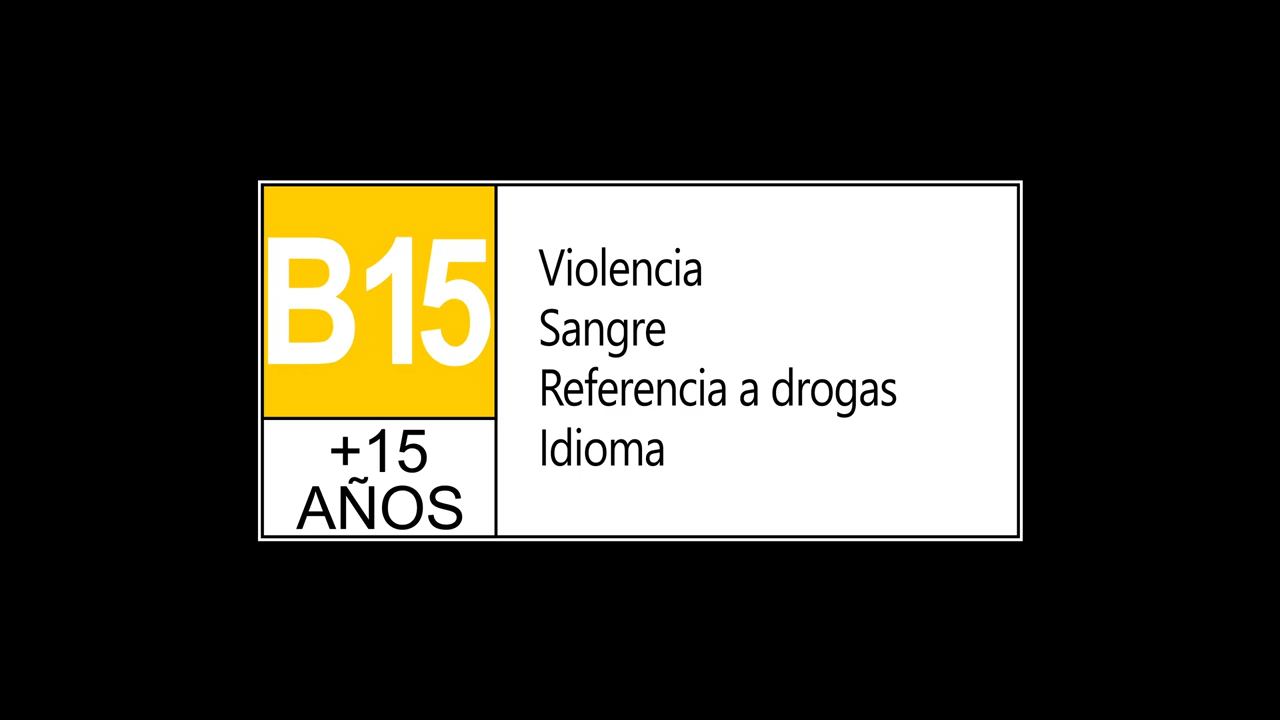 B15
+15
AÑOS
Violencia
Sangre
Referencia a drogas
Idioma